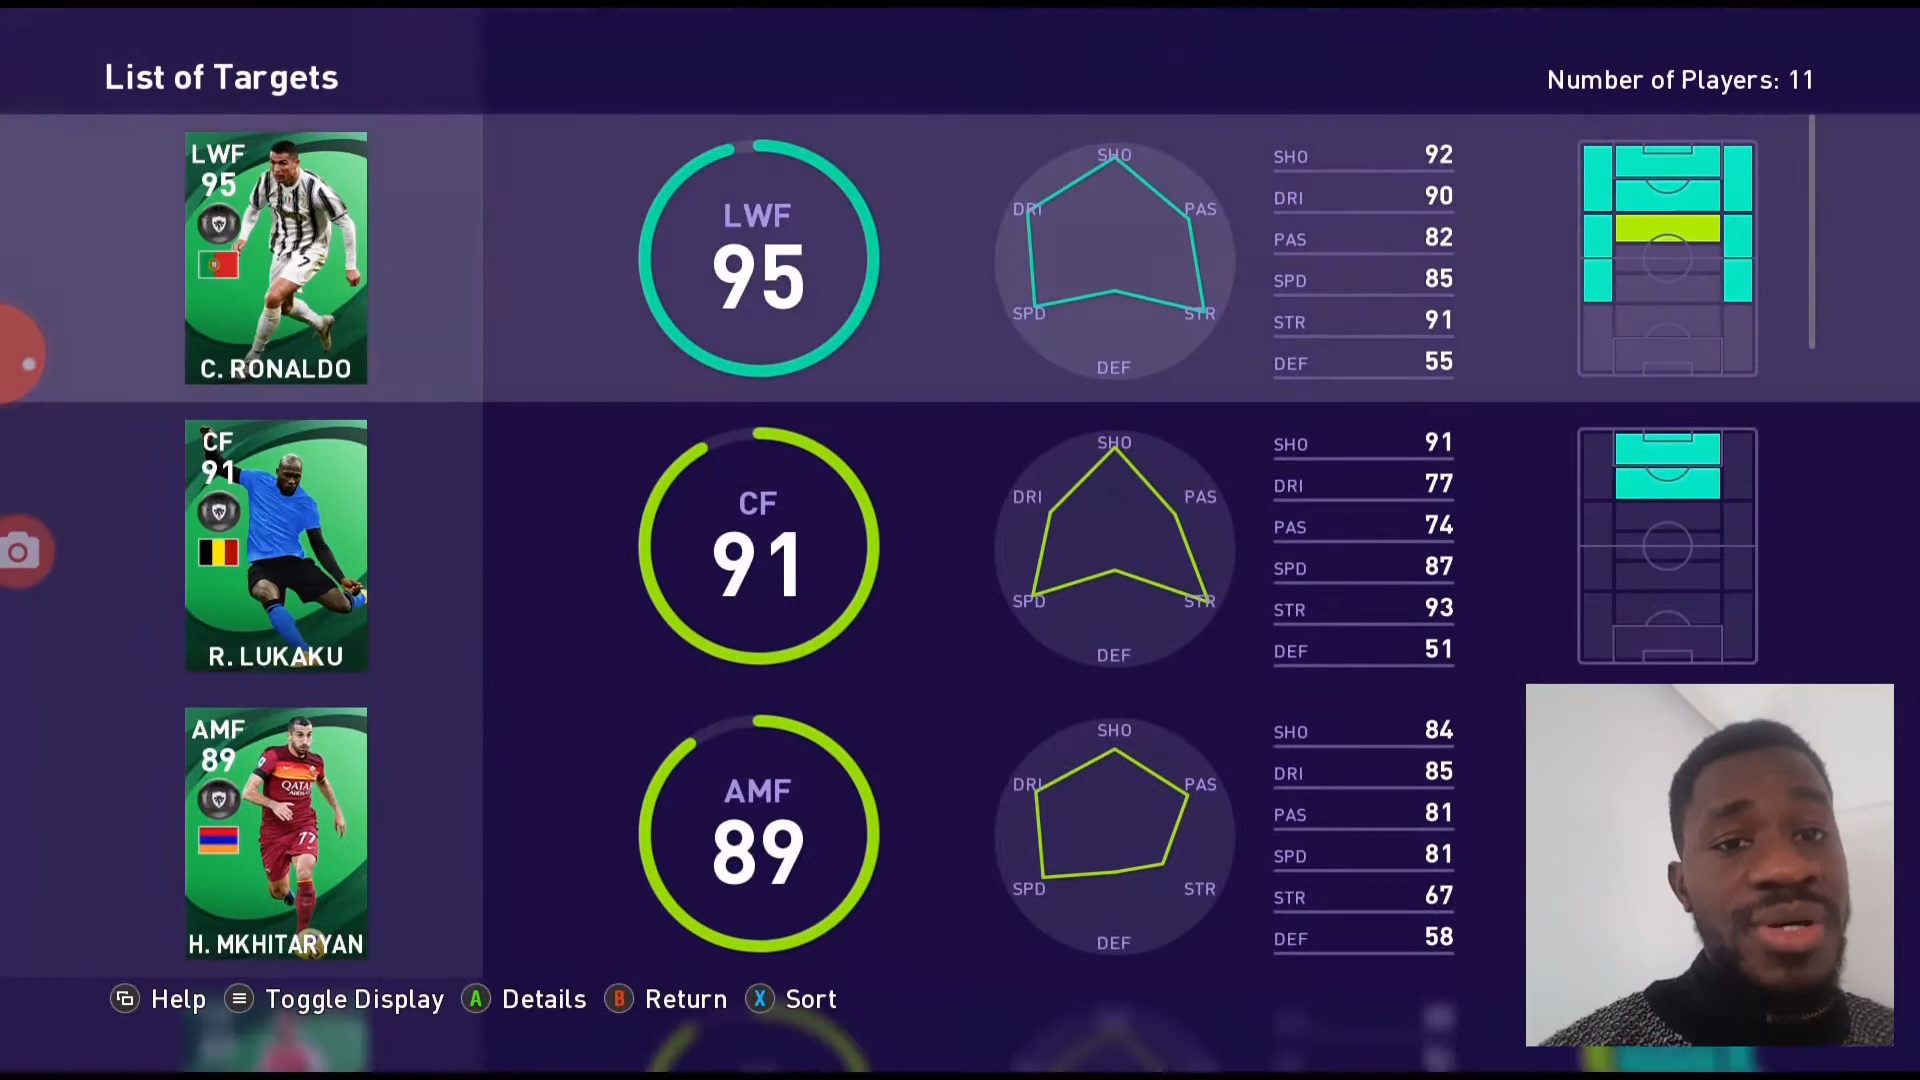 List of Targets
Number of Players: 11
LWF
95
7
C. RONALDO
LWF
95
SHO
DRI
PAS
SPD
STR
DEF
SHO 92
DRI 90
PAS 82
SPD 85
STR 91
DEF 55
CF
91
R. LUKAKU
CF
91
SHO
DRI
PAS
SPD
STR
DEF
SHO 91
DRI 77
PAS 74
SPD 87
STR 93
DEF 51
AMF
89
QATAR
77
H. MKHITARYAN
AMF
89
SHO
DRI
PAS
SPD
STR
DEF
SHO 84
DRI 85
PAS 81
SPD 81
STR 67
DEF 58
Help
Toggle Display
A Details
B Return
X Sort